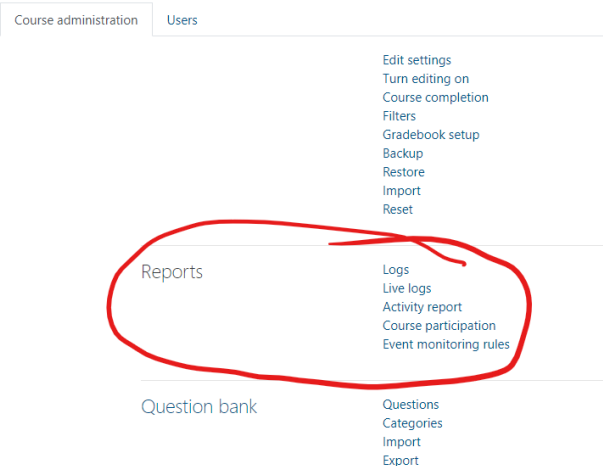 Course administration Users
Edit settings
Turn editing on
Course completion
Filters
Gradebook setup
Backup
Restore
Import
Reset
Reports Logs
Live logs
Activity report
Course participation
Event monitoring rules
Question bank Questions
Categories
Import
Export